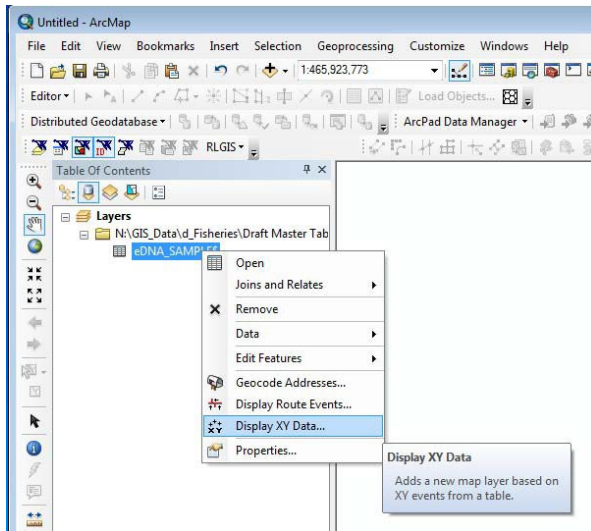 Untitled - ArcMap
File Edit View Bookmarks Insert Selection Geoprocessing Customize Windows Help
1:465,923,773
Editor Load Objects...
Distributed Geodatabase ArcPad Data Manager
RLGIS
Table Of Contents
Layers
N:\GIS_Data\d_Fisheries\Draft Master Tab
eDNA_SAMPLE
Open
Joins and Relates
Remove
Data
Edit Features
Geocode Addresses...
Display Route Events...
Display XY Data...
Properties...
Display XY Data
Adds a new map layer based on
XY events from a table.